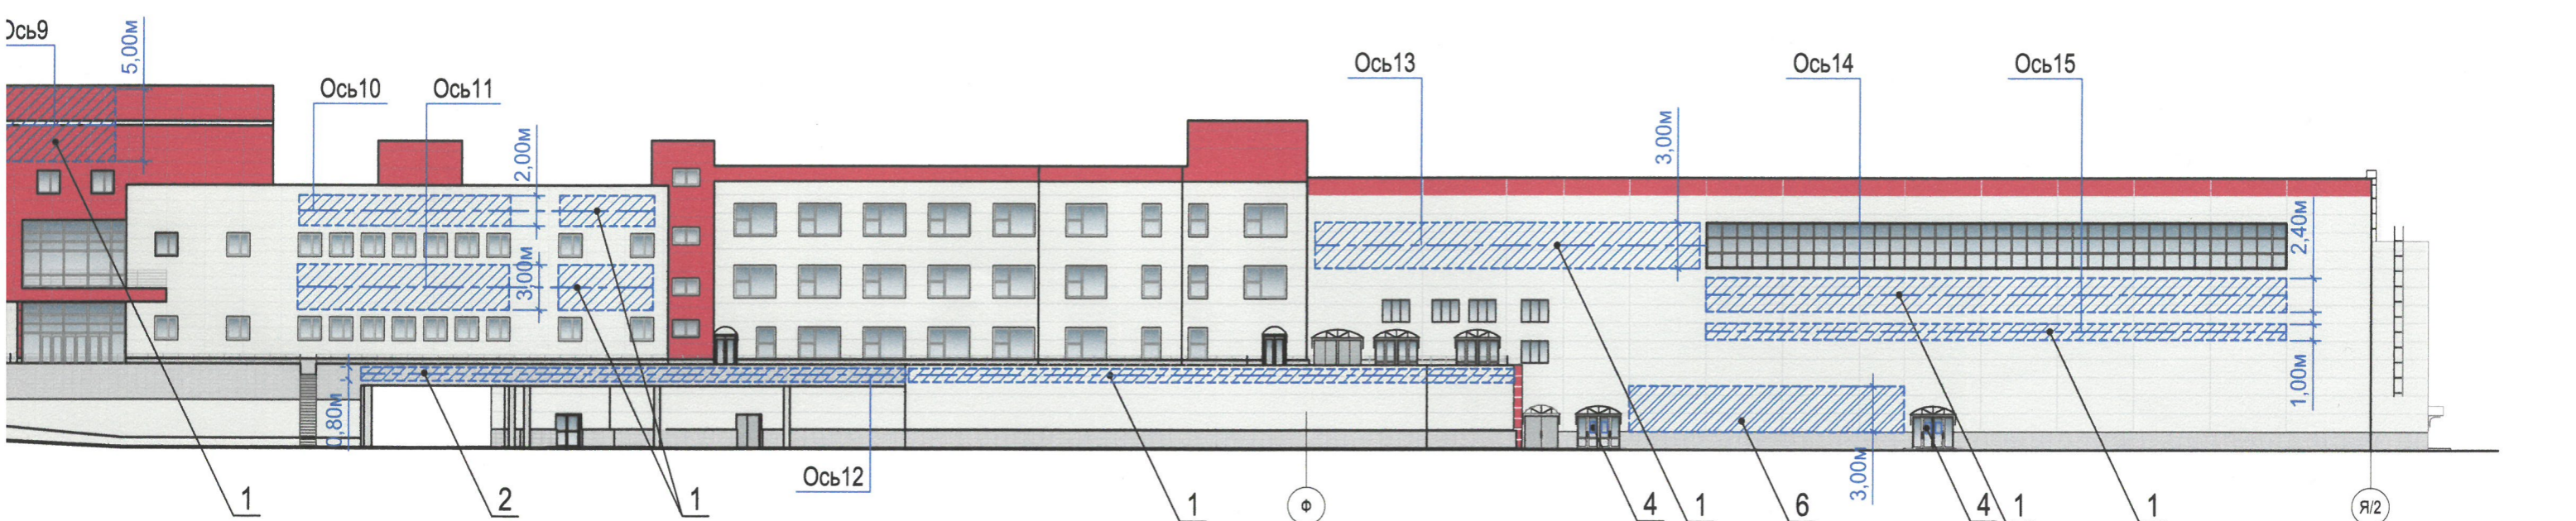 Ось9
5,00м
Ось10
Ось11
2,00м
3,00м
Ось13
3,00м
Ось14
Ось15
2,40м
1,00м
0,80м
Ось12
3,00м
1
2
1
1
Ф
4
1
6
4
1
1
Я/2